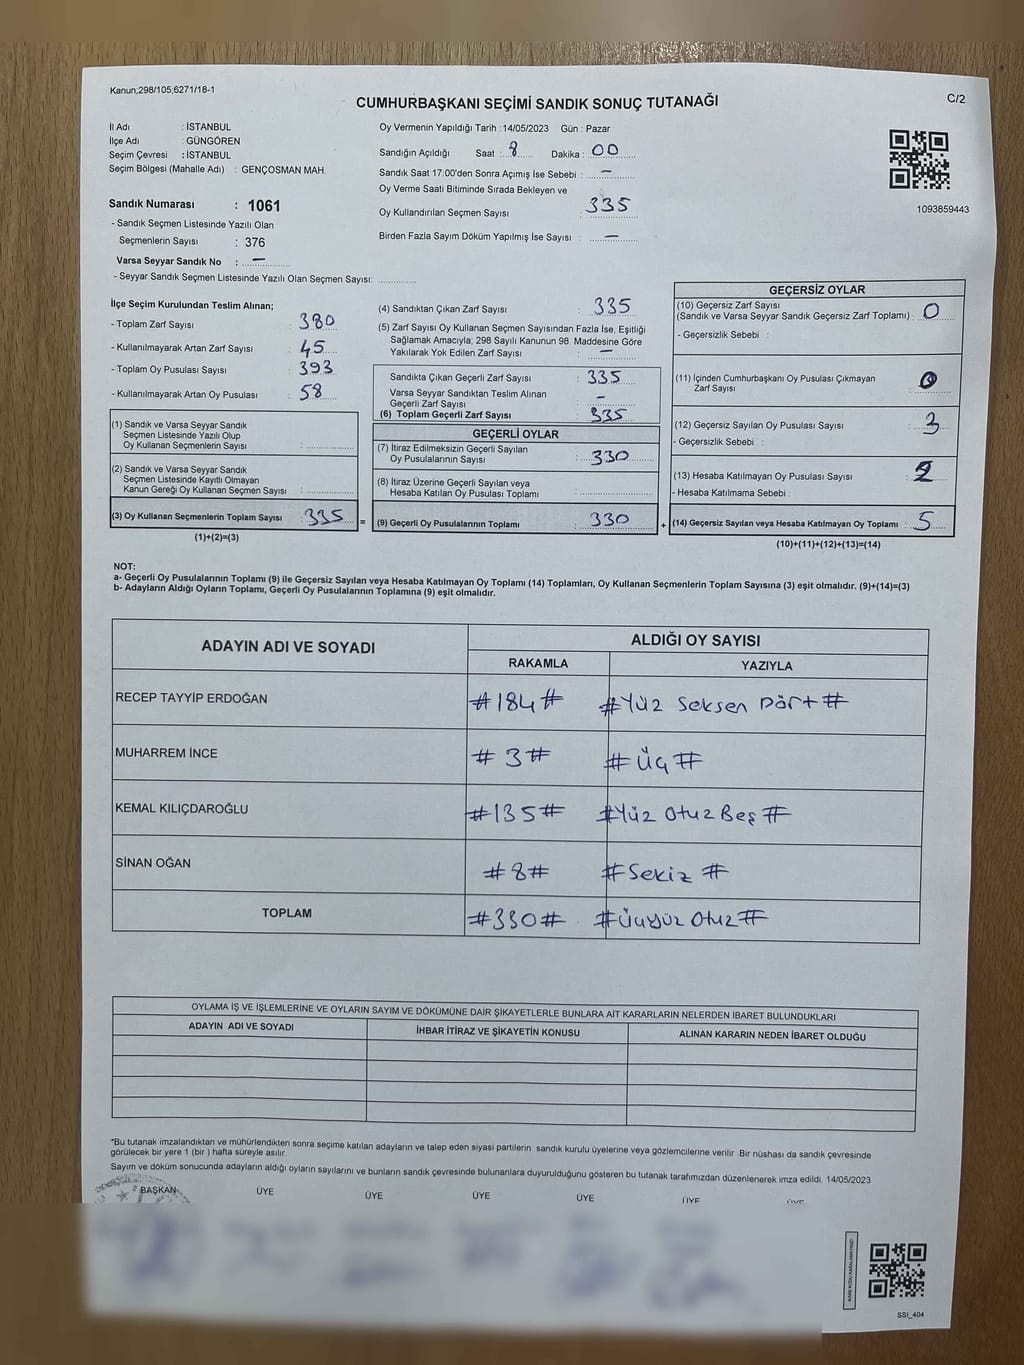 Kanun;298/105;6271/18-1
CUMHURBAŞKANI SEÇİMİ SANDIK SONUÇ TUTANAĞI
C/2
İl Adı : İSTANBUL
İlçe Adı : GÜNGÖREN
Seçim Çevresi : İSTANBUL
Seçim Bölgesi (Mahalle Adı) : GENÇOSMAN MAH.
Sandık Numarası : 1061
- Sandık Seçmen Listesinde Yazılı Olan
Seçmenlerin Sayısı : 376
Varsa Seyyar Sandık No : —
- Seyyar Sandık Seçmen Listesinde Yazılı Olan Seçmen Sayısı:
Oy Vermenin Yapıldığı Tarih :14/05/2023 Gün : Pazar
Sandığın Açıldığı Saat : 8 Dakika : 00
Sandık Saat 17:00'den Sonra Açımış İse Sebebi : —
Oy Verme Saati Bitiminde Sırada Bekleyen ve
Oy Kullandırılan Seçmen Sayısı : 335
Birden Fazla Sayım Döküm Yapılmış İse Sayısı : —
1093859443
İlçe Seçim Kurulundan Teslim Alınan;
- Toplam Zarf Sayısı : 380
- Kullanılmayarak Artan Zarf Sayısı : 45
- Toplam Oy Pusulası Sayısı : 393
- Kullanılmayarak Artan Oy Pusulası : 58
(1) Sandık ve Varsa Seyyar Sandık
Seçmen Listesinde Yazılı Olup
Oy Kullanan Seçmenlerin Sayısı :
(2) Sandık ve Varsa Seyyar Sandık
Seçmen Listesinde Kayıtlı Olmayan
Kanun Gereği Oy Kullanan Seçmen Sayısı :
(3) Oy Kullanan Seçmenlerin Toplam Sayısı : 335
(1)+(2)=(3)
(4) Sandıktan Çıkan Zarf Sayısı : 335
(5) Zarf Sayısı Oy Kullanan Seçmen Sayısından Fazla İse, Eşitliği
Sağlamak Amacıyla; 298 Sayılı Kanunun 98. Maddesine Göre
Yakılarak Yok Edilen Zarf Sayısı : —
Sandıkta Çıkan Geçerli Zarf Sayısı : 335
Varsa Seyyar Sandıktan Teslim Alınan
Geçerli Zarf Sayısı : —
(6) Toplam Geçerli Zarf Sayısı : 335
GEÇERLİ OYLAR
(7) İtiraz Edilmeksizin Geçerli Sayılan
Oy Pusulalarının Sayısı : 330
(8) İtiraz Üzerine Geçerli Sayılan veya
Hesaba Katılan Oy Pusulası Toplamı :
= (9) Geçerli Oy Pusulalarının Toplamı : 330
GEÇERSİZ OYLAR
(10) Geçersiz Zarf Sayısı
(Sandık ve Varsa Seyyar Sandık Geçersiz Zarf Toplamı) : 0
- Geçersizlik Sebebi :
(11) İçinden Cumhurbaşkanı Oy Pusulası Çıkmayan
Zarf Sayısı : 0
(12) Geçersiz Sayılan Oy Pusulası Sayısı : 3
- Geçersizlik Sebebi :
(13) Hesaba Katılmayan Oy Pusulası Sayısı : 2
- Hesaba Katılmama Sebebi :
+ (14) Geçersiz Sayılan veya Hesaba Katılmayan Oy Toplamı : 5
(10)+(11)+(12)+(13)=(14)
NOT:
a- Geçerli Oy Pusulalarının Toplamı (9) ile Geçersiz Sayılan veya Hesaba Katılmayan Oy Toplamı (14) Toplamları, Oy Kullanan Seçmenlerin Toplam Sayısına (3) eşit olmalıdır. (9)+(14)=(3)
b- Adayların Aldığı Oyların Toplamı, Geçerli Oy Pusulalarının Toplamına (9) eşit olmalıdır.
ADAYIN ADI VE SOYADI
ALDIĞI OY SAYISI
RAKAMLA YAZIYLA
RECEP TAYYİP ERDOĞAN #184# #Yüz Seksen Dört#
MUHARREM İNCE #3# #Üç#
KEMAL KILIÇDAROĞLU #135# #Yüz Otuz Beş#
SİNAN OĞAN #8# #Sekiz#
TOPLAM #330# #Üçyüz Otuz#
OYLAMA İŞ VE İŞLEMLERİNE VE OYLARIN SAYIM VE DÖKÜMÜNE DAİR ŞİKAYETLERLE BUNLARA AİT KARARLARIN NELERDEN İBARET BULUNDUKLARI
ADAYIN ADI VE SOYADI İHBAR İTİRAZ VE ŞİKAYETİN KONUSU ALINAN KARARIN NEDEN İBARET OLDUĞU
*Bu tutanak imzalandıktan ve mühürlendikten sonra seçime katılan adayların ve talep eden siyasi partilerin sandık kurulu üyelerine veya gözlemcilerine verilir .Bir nüshası da sandık çevresinde
görülecek bir yere 1 (bir ) hafta süreyle asılır.
Sayım ve döküm sonucunda adayların aldığı oyların sayılarını ve bunların sandık çevresinde bulunanlara duyurulduğunu gösteren bu tutanak tarafımızdan düzenlenerek imza edildi. 14/05/2023
BAŞKAN ÜYE ÜYE ÜYE ÜYE ÜYE ÜYE
SSI_404